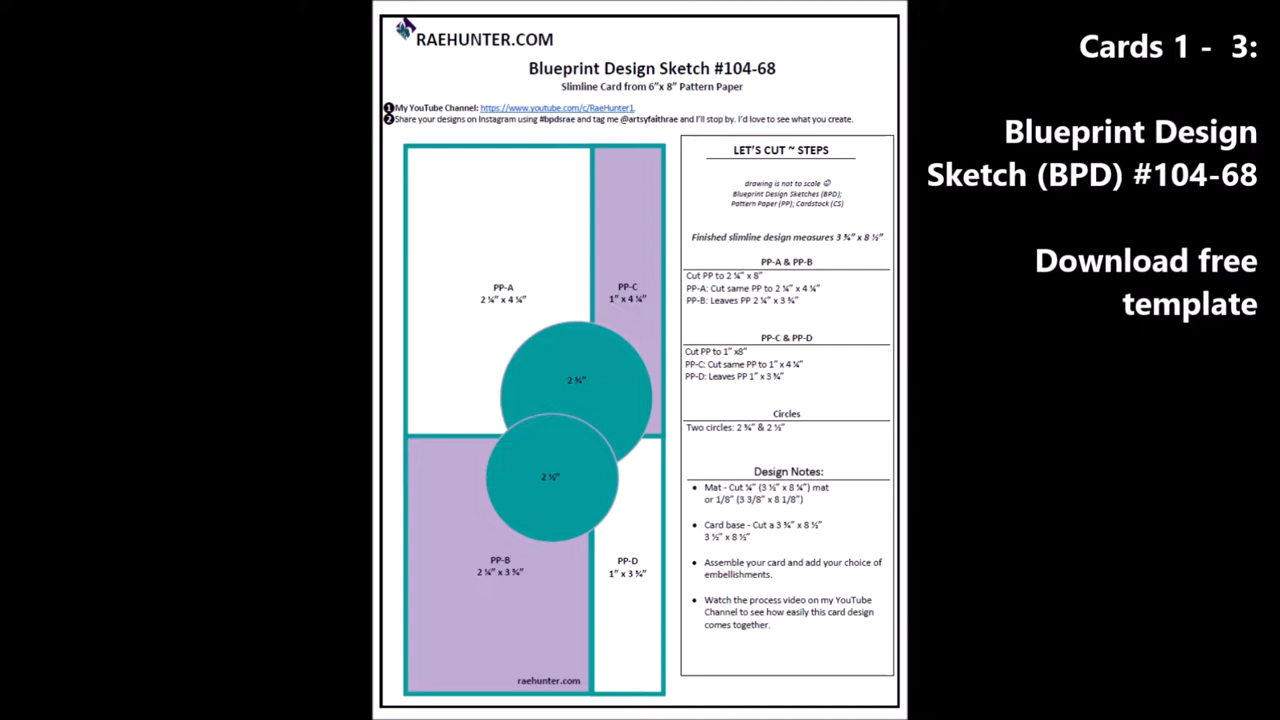 RAEHUNTER.COM
Blueprint Design Sketch #104-68
Slimline Card from 6”x 8” Pattern Paper
1 My YouTube Channel: https://www.youtube.com/c/RaeHunter1.
2 Share your designs on Instagram using #bpdsrae and tag me @artsyfaithrae and I’ll stop by. I’d love to see what you create.
PP-A
2 ¼” x 4 ¼”
PP-C
1” x 4 ¼”
2 ¾”
2 ½”
PP-B
2 ¼” x 3 ¾”
PP-D
1” x 3 ¾”
raehunter.com
LET’S CUT ~ STEPS
drawing is not to scale ☺
Blueprint Design Sketches (BPD);
Pattern Paper (PP); Cardstock (CS)
Finished slimline design measures 3 ¾” x 8 ½”
PP-A & PP-B
Cut PP to 2 ¼” x 8”
PP-A: Cut same PP to 2 ¼” x 4 ¼”
PP-B: Leaves PP 2 ¼” x 3 ¾”
PP-C & PP-D
Cut PP to 1” x8”
PP-C: Cut same PP to 1” x 4 ¼”
PP-D: Leaves PP 1” x 3 ¾”
Circles
Two circles: 2 ¾” & 2 ½”
Design Notes:
• Mat - Cut ¼” (3 ½” x 8 ¼”) mat
or 1/8” (3 3/8” x 8 1/8”)
• Card base - Cut a 3 ¾” x 8 ½”
3 ½” x 8 ½”
• Assemble your card and add your choice of
embellishments.
• Watch the process video on my YouTube
Channel to see how easily this card design
comes together.
Cards 1 - 3:
Blueprint Design
Sketch (BPD) #104-68
Download free
template